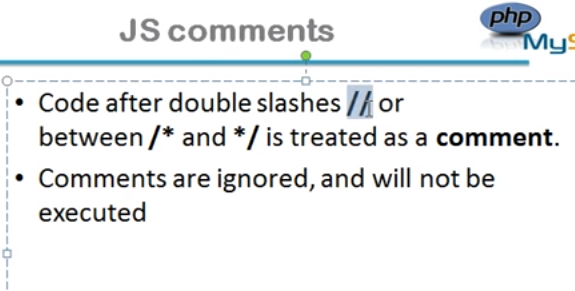 JS comments
php
MyS
• Code after double slashes // or
between /* and */ is treated as a comment.
• Comments are ignored, and will not be
executed